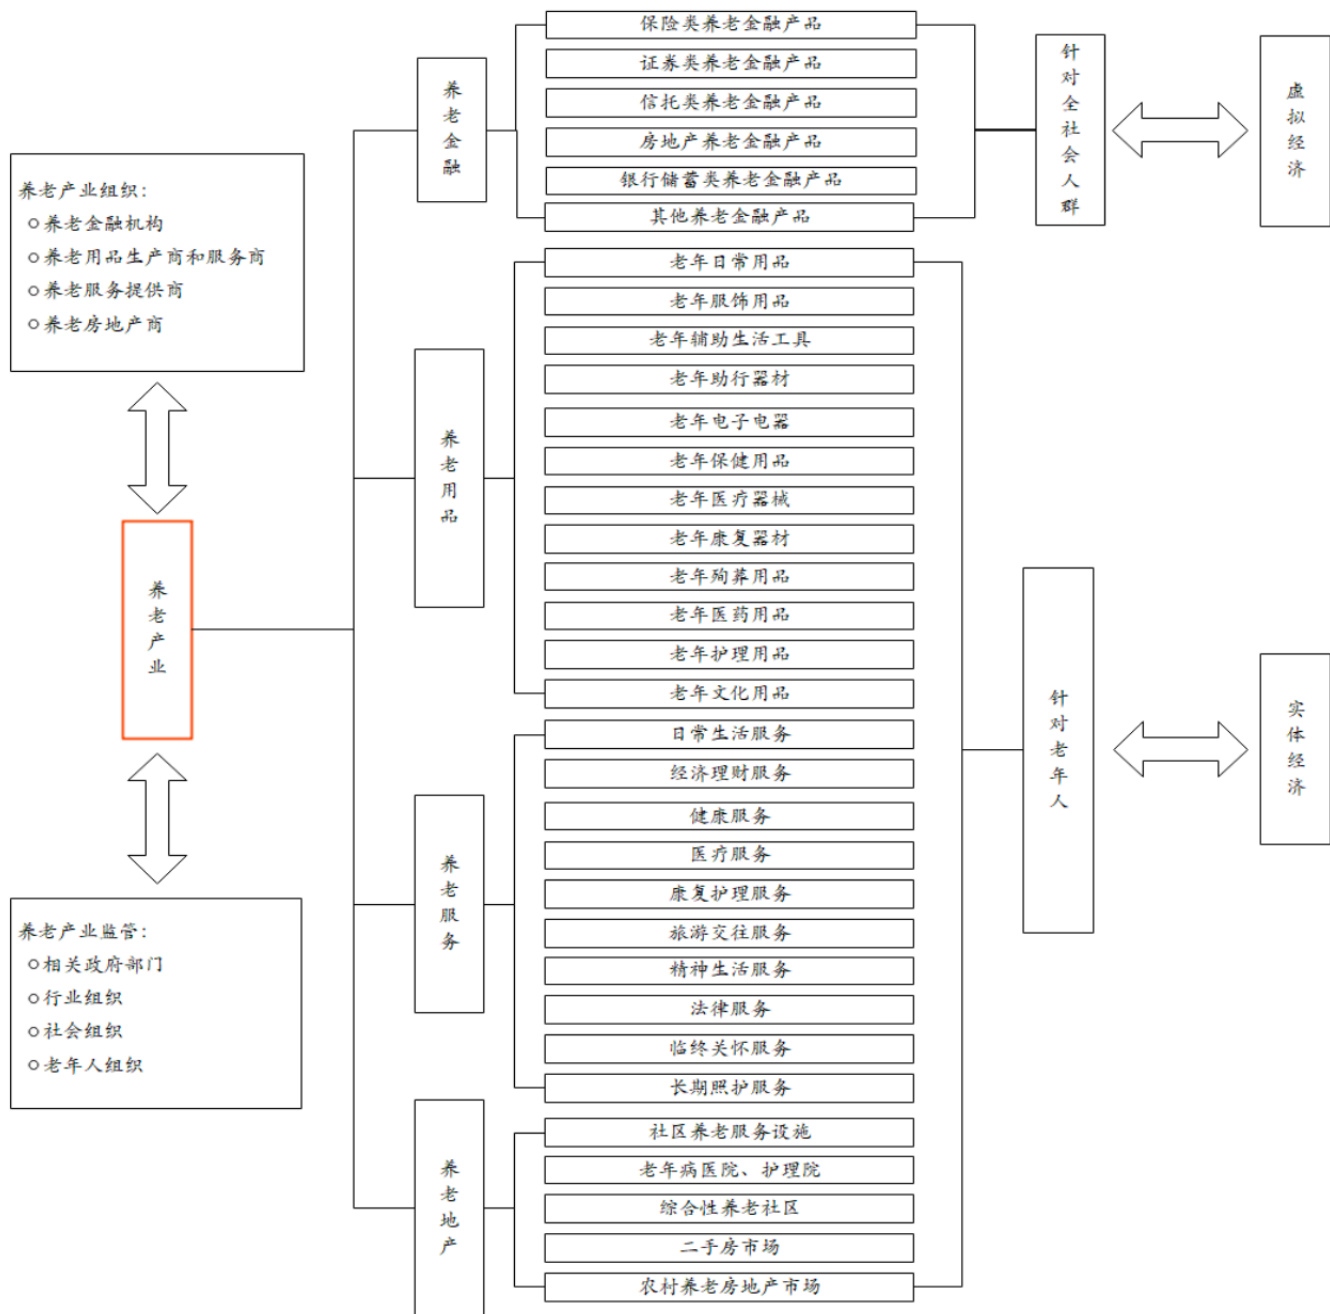 养老产业组织:
养老金融机构
养老用品生产商和服务商
养老服务提供商
养老房地产商
养老产业
养老产业监管:
相关政府部门
行业组织
社会组织
老年人组织
养老金融
保险类养老金融产品
证券类养老金融产品
信托类养老金融产品
房地产养老金融产品
银行储蓄类养老金融产品
其他养老金融产品
养老用品
老年日常用品
老年服饰用品
老年辅助生活工具
老年助行器材
老年电子电器
老年保健用品
老年医疗器械
老年康复器材
老年殉葬用品
老年医药用品
老年护理用品
老年文化用品
养老服务
日常生活服务
经济理财服务
健康服务
医疗服务
康复护理服务
旅游交往服务
精神生活服务
法律服务
临终关怀服务
长期照护服务
养老地产
社区养老服务设施
老年病医院、护理院
综合性养老社区
二手房市场
农村养老房地产市场
针对全社会人群
虚拟经济
针对老年人
实体经济